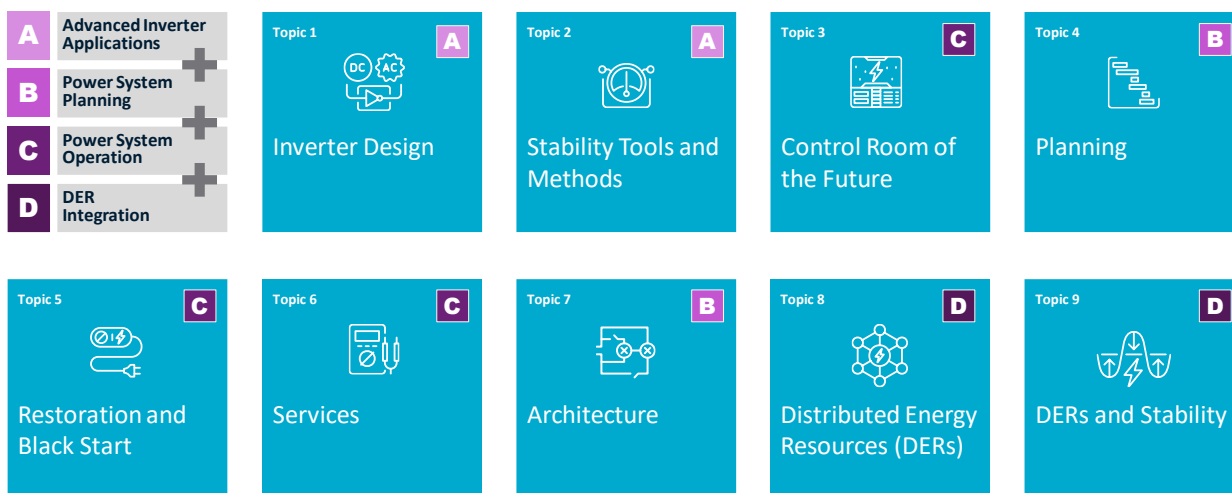 A
Advanced Inverter
Applications
B
Power System
Planning
C
Power System
Operation
D
DER
Integration
Topic 1
A
DC
AC
Inverter Design
Topic 2
A
Stability Tools and
Methods
Topic 3
C
Control Room of
the Future
Topic 4
B
Planning
Topic 5
C
Restoration and
Black Start
Topic 6
C
Services
Topic 7
B
Architecture
Topic 8
D
Distributed Energy
Resources (DERs)
Topic 9
D
DERs and Stability